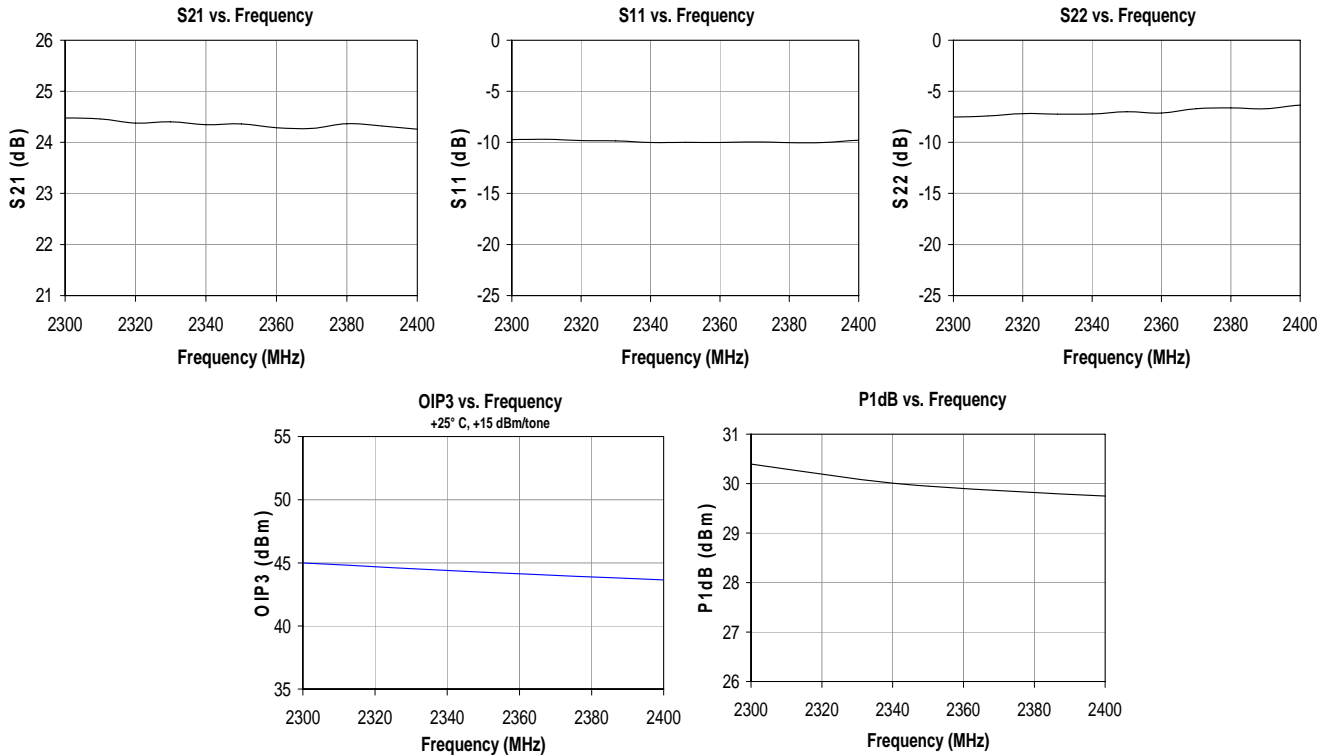 S21 vs. Frequency
26
25
24
23
22
21
S21 (dB)
2300 2320 2340 2360 2380 2400
Frequency (MHz)
S11 vs. Frequency
0
-5
-10
-15
-20
-25
S11 (dB)
2300 2320 2340 2360 2380 2400
Frequency (MHz)
S22 vs. Frequency
0
-5
-10
-15
-20
-25
S22 (dB)
2300 2320 2340 2360 2380 2400
Frequency (MHz)
OIP3 vs. Frequency
+25° C, +15 dBm/tone
55
50
45
40
35
OIP3 (dBm)
2300 2320 2340 2360 2380 2400
Frequency (MHz)
P1dB vs. Frequency
31
30
29
28
27
26
P1dB (dBm)
2300 2320 2340 2360 2380 2400
Frequency (MHz)